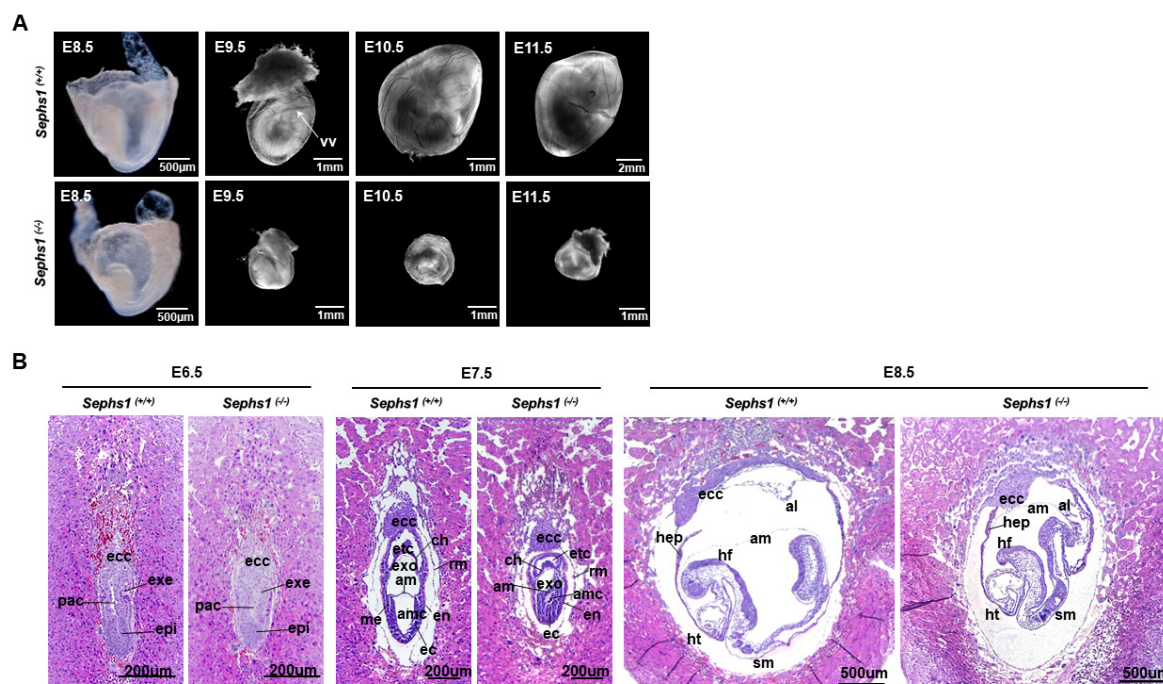 A
Sephs1 (+/+)
E8.5
500µm
E9.5
vv
1mm
E10.5
1mm
E11.5
2mm
Sephs1 (-/-)
E8.5
500µm
E9.5
1mm
E10.5
1mm
E11.5
1mm
B
E6.5
E7.5
E8.5
Sephs1 (+/+)
Sephs1 (-/-)
Sephs1 (+/+)
Sephs1 (-/-)
Sephs1 (+/+)
Sephs1 (-/-)
ecc
exe
pac
epi
200um
ecc
exe
pac
epi
200um
ecc
ch
etc
exo
rm
am
me
amc
en
ec
200um
ecc
ch
etc
exo
rm
am
amc
en
ec
200um
ecc
al
am
hep
hf
ht
sm
500um
ecc
am
al
hep
hf
ht
sm
500um